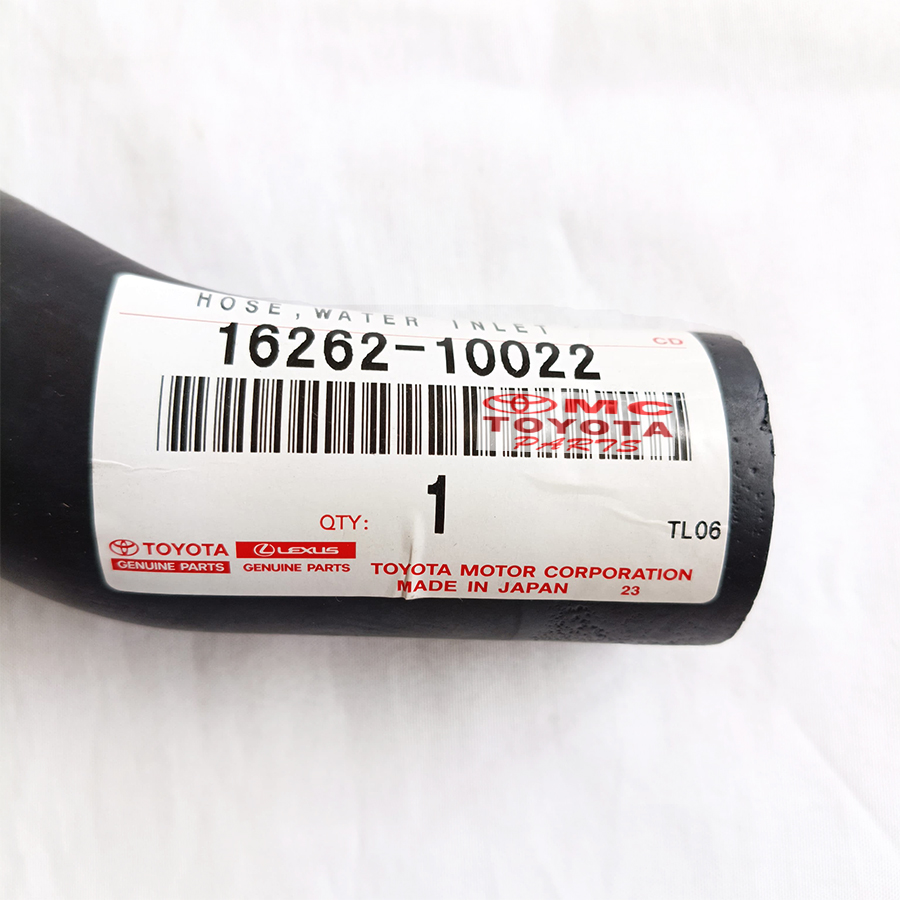 HOSE, WATER INLET
CD
16262-10022
OMC
TOYOTA
PARTS
QTY: 1
TL06
TOYOTA
GENUINE PARTS
LEXUS
GENUINE PARTS
TOYOTA MOTOR CORPORATION
MADE IN JAPAN 23